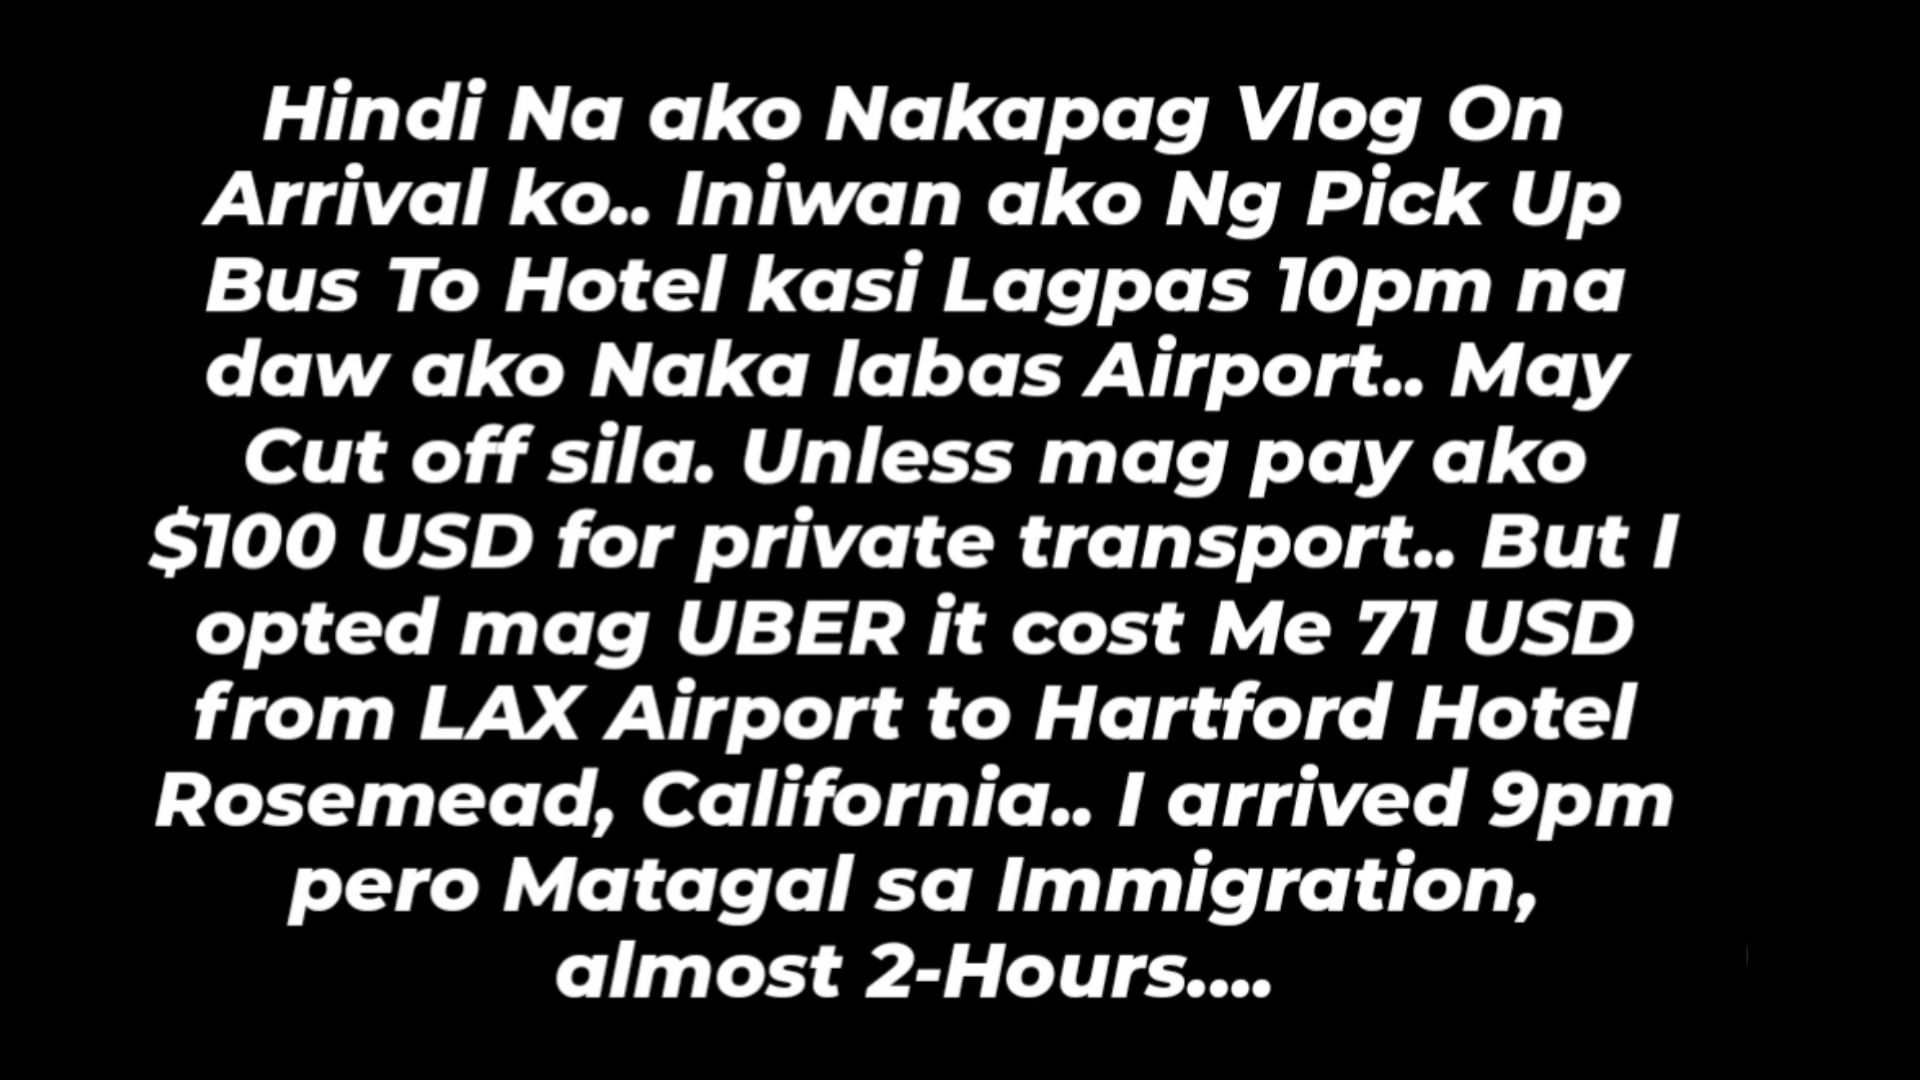 Hindi Na ako Nakapag Vlog On
Arrival ko.. Iniwan ako Ng Pick Up
Bus To Hotel kasi Lagpas 10pm na
daw ako Naka labas Airport.. May
Cut off sila. Unless mag pay ako
$100 USD for private transport.. But I
opted mag UBER it cost Me 71 USD
from LAX Airport to Hartford Hotel
Rosemead, California.. I arrived 9pm
pero Matagal sa Immigration,
almost 2-Hours....